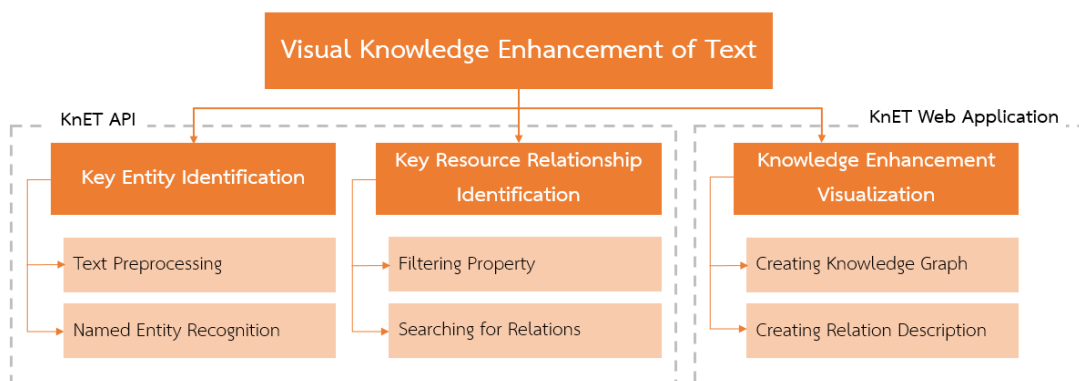 Visual Knowledge Enhancement of Text
KnET API
KnET Web Application
Key Entity Identification
Key Resource Relationship
Identification
Knowledge Enhancement
Visualization
Text Preprocessing
Filtering Property
Creating Knowledge Graph
Named Entity Recognition
Searching for Relations
Creating Relation Description